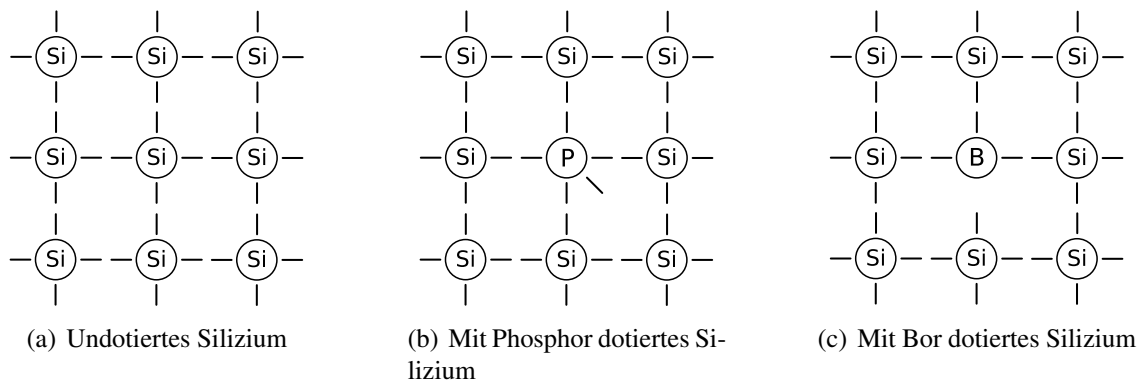 Si Si Si
Si Si Si
Si Si Si
(a) Undotiertes Silizium
Si Si Si
Si P Si
Si Si Si
(b) Mit Phosphor dotiertes Si-
lizium
Si Si Si
Si B Si
Si Si Si
(c) Mit Bor dotiertes Silizium